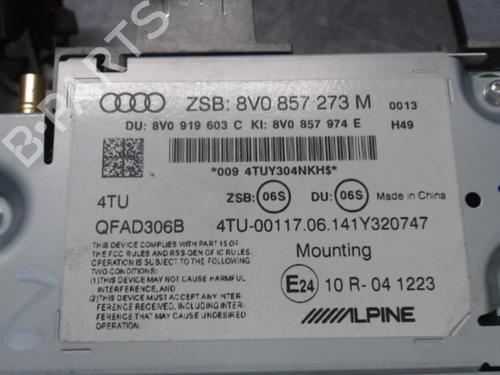 ZSB: 8V0 857 273 M 0013
DU: 8V0 919 603 C KI: 8V0 857 974 E H49
*009 4TUY304NKH$*
4TU ZSB: 06S DU: 06S Made in China
QFAD306B 4TU-00117.06.141Y320747
THIS DEVICE COMPLIES WITH PART 15 OF
THE FCC RULES AND RSS-GEN OF IC RULES.
OPERATION IS SUBJECT TO THE FOLLOWING
TWO CONDITIONS:
(1)THIS DEVICE MAY NOT CAUSE HARMFUL
INTERFERENCE, AND
(2)THIS DEVICE MUST ACCEPT ANY INTER-
FERENCE RECEIVED, INCLUDING INTER-
FERENCE THAT MAY CAUSE UNDESIRED
OPERATION.
Mounting
E24 10 R-04 1223
ALPINE
B-PARTS